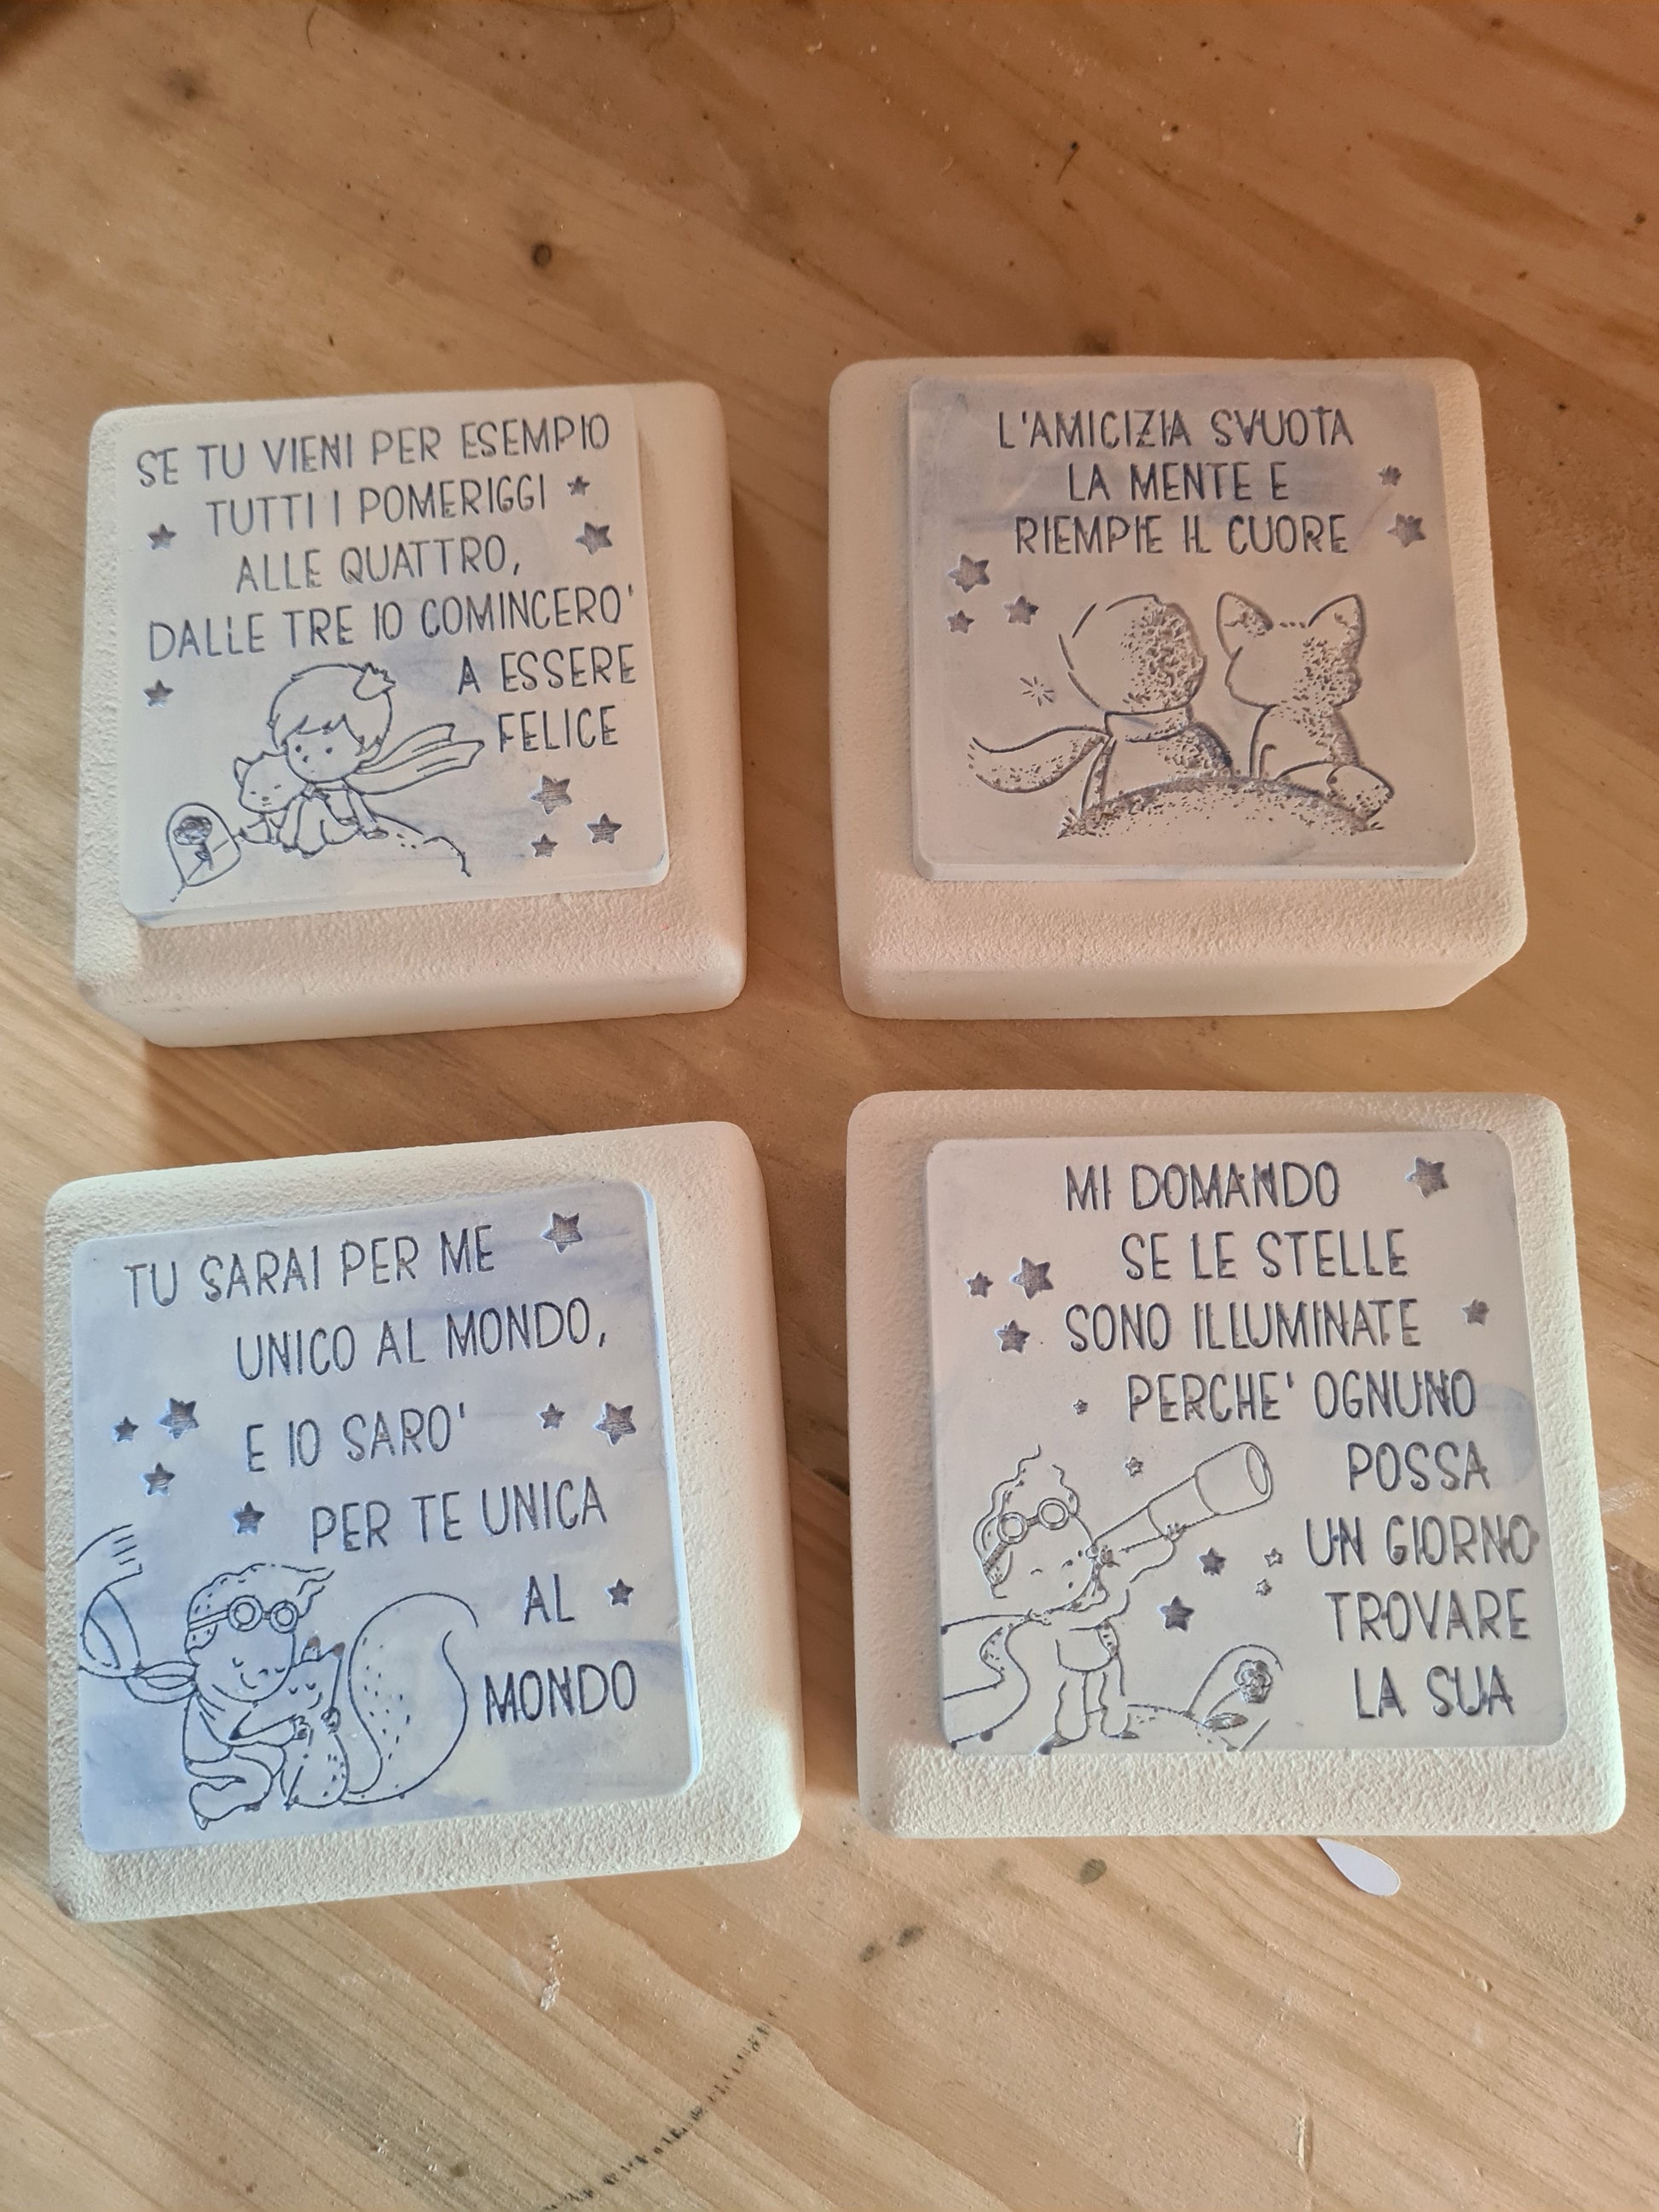 SE TU VIENI PER ESEMPIO
TUTTI I POMERIGGI
ALLE QUATTRO,
DALLE TRE IO COMINCERO'
A ESSERE
FELICE
L'AMICIZIA SVUOTA
LA MENTE E
RIEMPIE IL CUORE
TU SARAI PER ME
UNICO AL MONDO,
E IO SARO'
PER TE UNICA
AL
MONDO
MI DOMANDO
SE LE STELLE
SONO ILLUMINATE
PERCHE' OGNUNO
POSSA
UN GIORNO
TROVARE
LA SUA